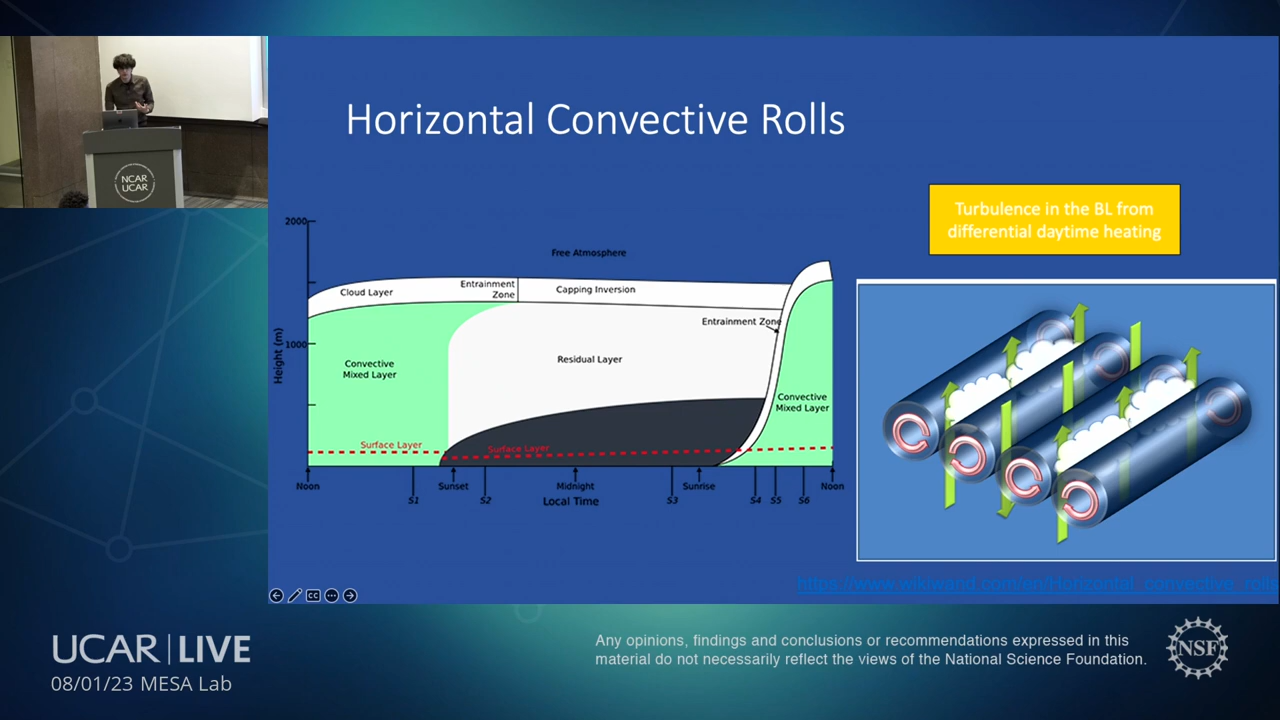 NCAR
UCAR
Horizontal Convective Rolls
Turbulence in the BL from
differential daytime heating
2000
1000
Height (m)
Free Atmosphere
Cloud Layer
Entrainment
Zone
Capping Inversion
Entrainment Zone
Residual Layer
Convective
Mixed Layer
Convective
Mixed Layer
Surface Layer
Surface Layer
Noon
S1
Sunset
S2
Midnight
S3
Sunrise
S4
S5
S6
Noon
Local Time
https://www.wikiwand.com/en/Horizontal_convective_rolls
CC
UCAR | LIVE
08/01/23 MESA Lab
Any opinions, findings and conclusions or recommendations expressed in this
material do not necessarily reflect the views of the National Science Foundation.
NSF